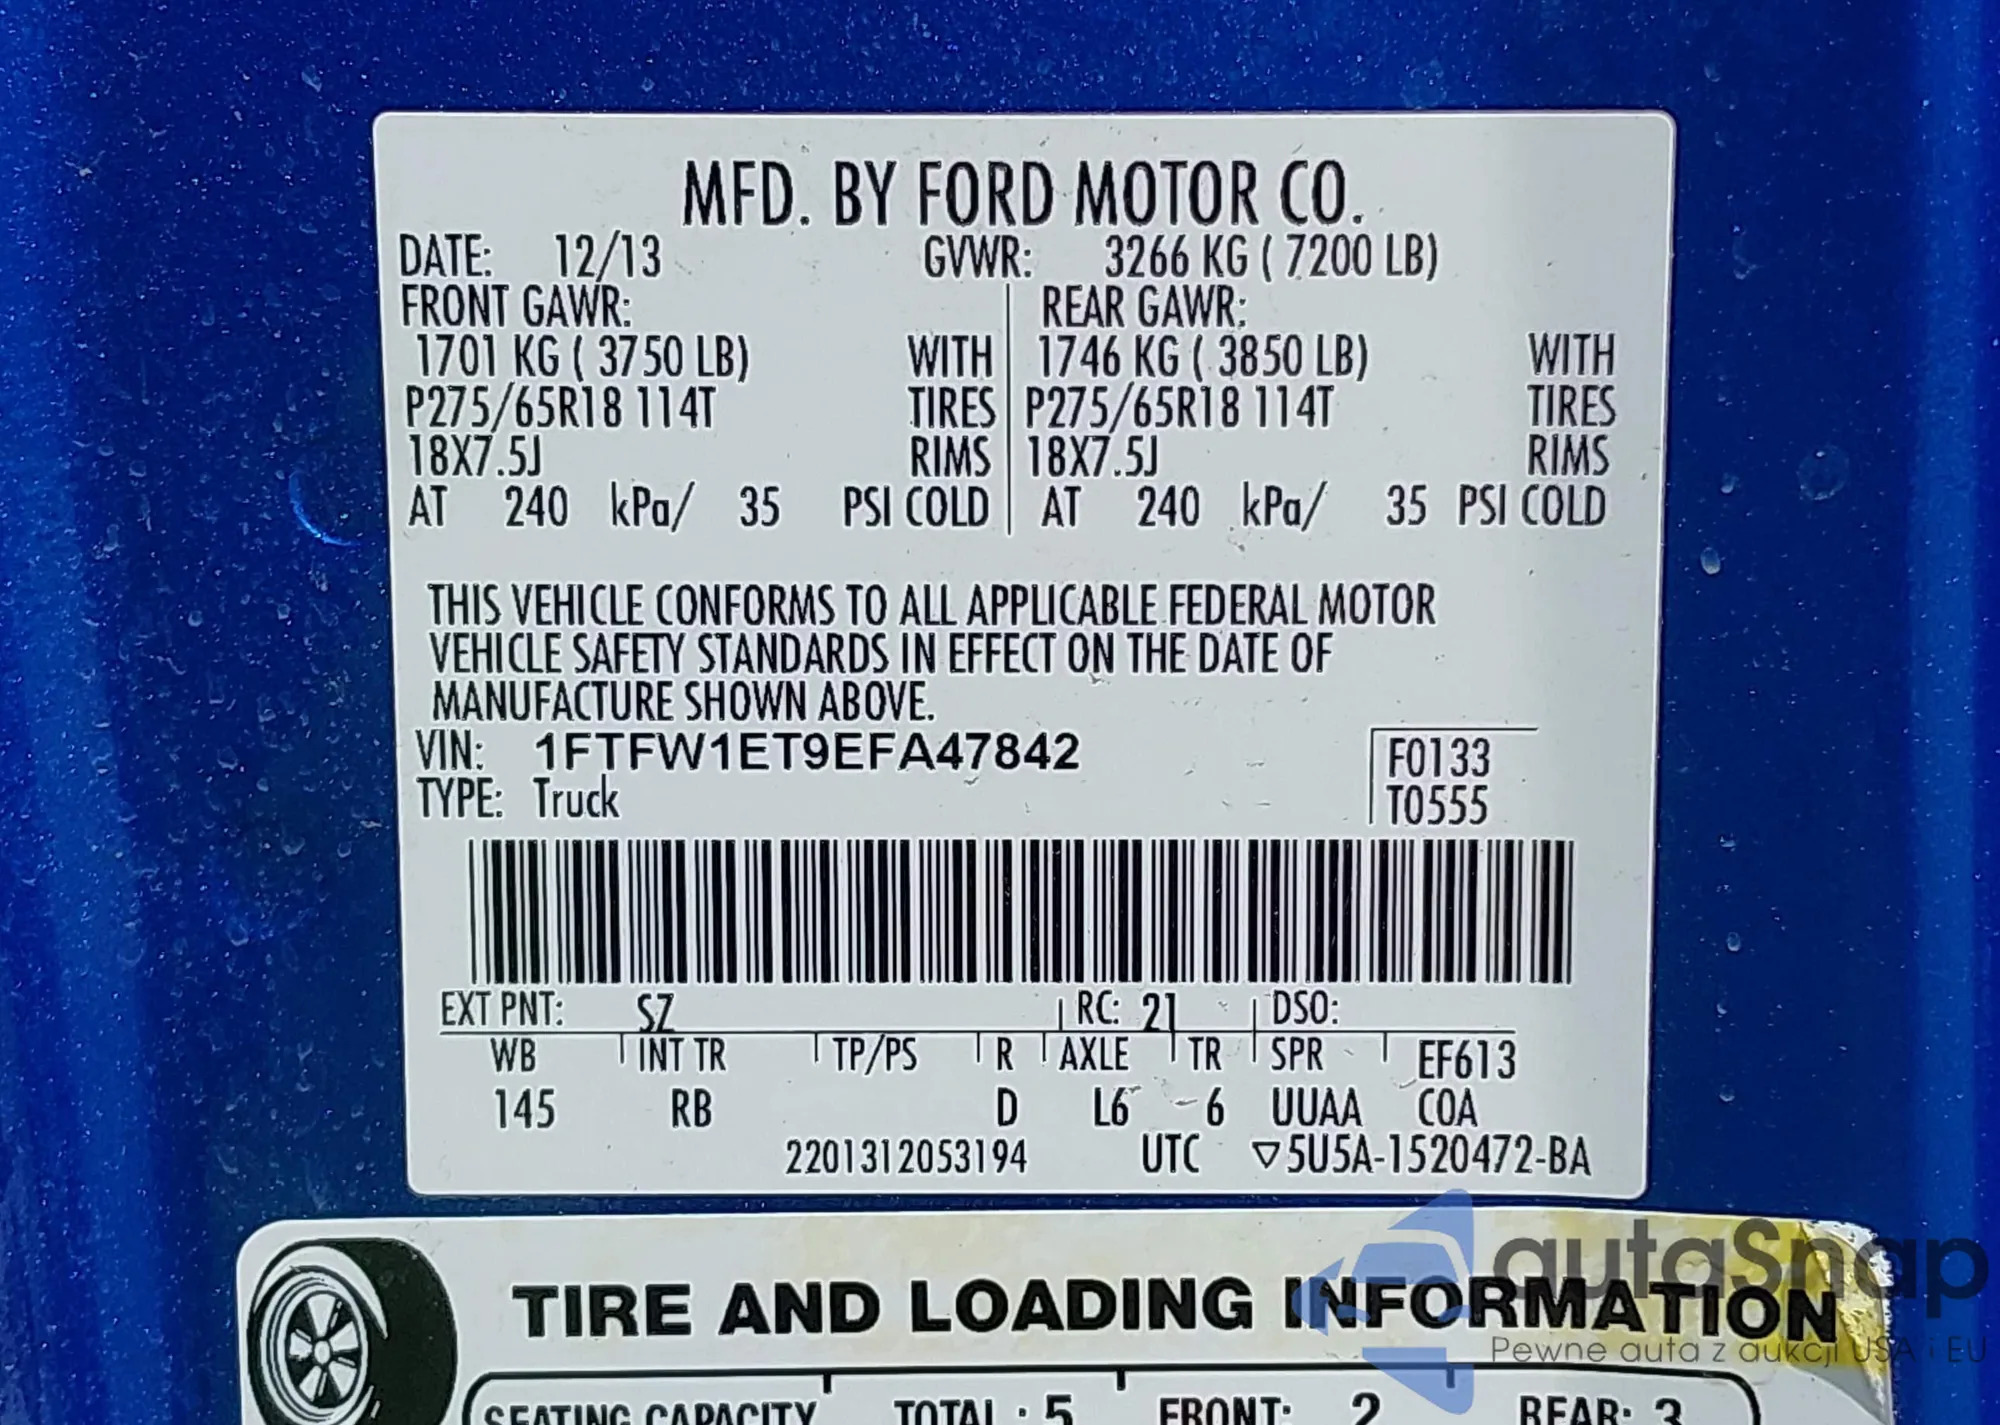 MFD. BY FORD MOTOR CO.
DATE: 12/13 GVWR: 3266 KG ( 7200 LB)
FRONT GAWR: REAR GAWR:
1701 KG ( 3750 LB) WITH 1746 KG ( 3850 LB) WITH
P275/65R18 114T TIRES P275/65R18 114T TIRES
18X7.5J RIMS 18X7.5J RIMS
AT 240 kPa/ 35 PSI COLD AT 240 kPa/ 35 PSI COLD
THIS VEHICLE CONFORMS TO ALL APPLICABLE FEDERAL MOTOR
VEHICLE SAFETY STANDARDS IN EFFECT ON THE DATE OF
MANUFACTURE SHOWN ABOVE.
VIN: 1FTFW1ET9EFA47842 F0133
TYPE: Truck T0555
EXT PNT: SZ RC: 21 DSO:
WB INT TR TP/PS R AXLE TR SPR EF613
145 RB D L6 6 UUAA COA
2201312053194 UTC ▽5U5A-1520472-BA
TIRE AND LOADING INFORMATION
SEATING CAPACITY TOTAL : 5 FRONT: 2 REAR: 3
autaSnap
Pewne auta z aukcji USA i EU